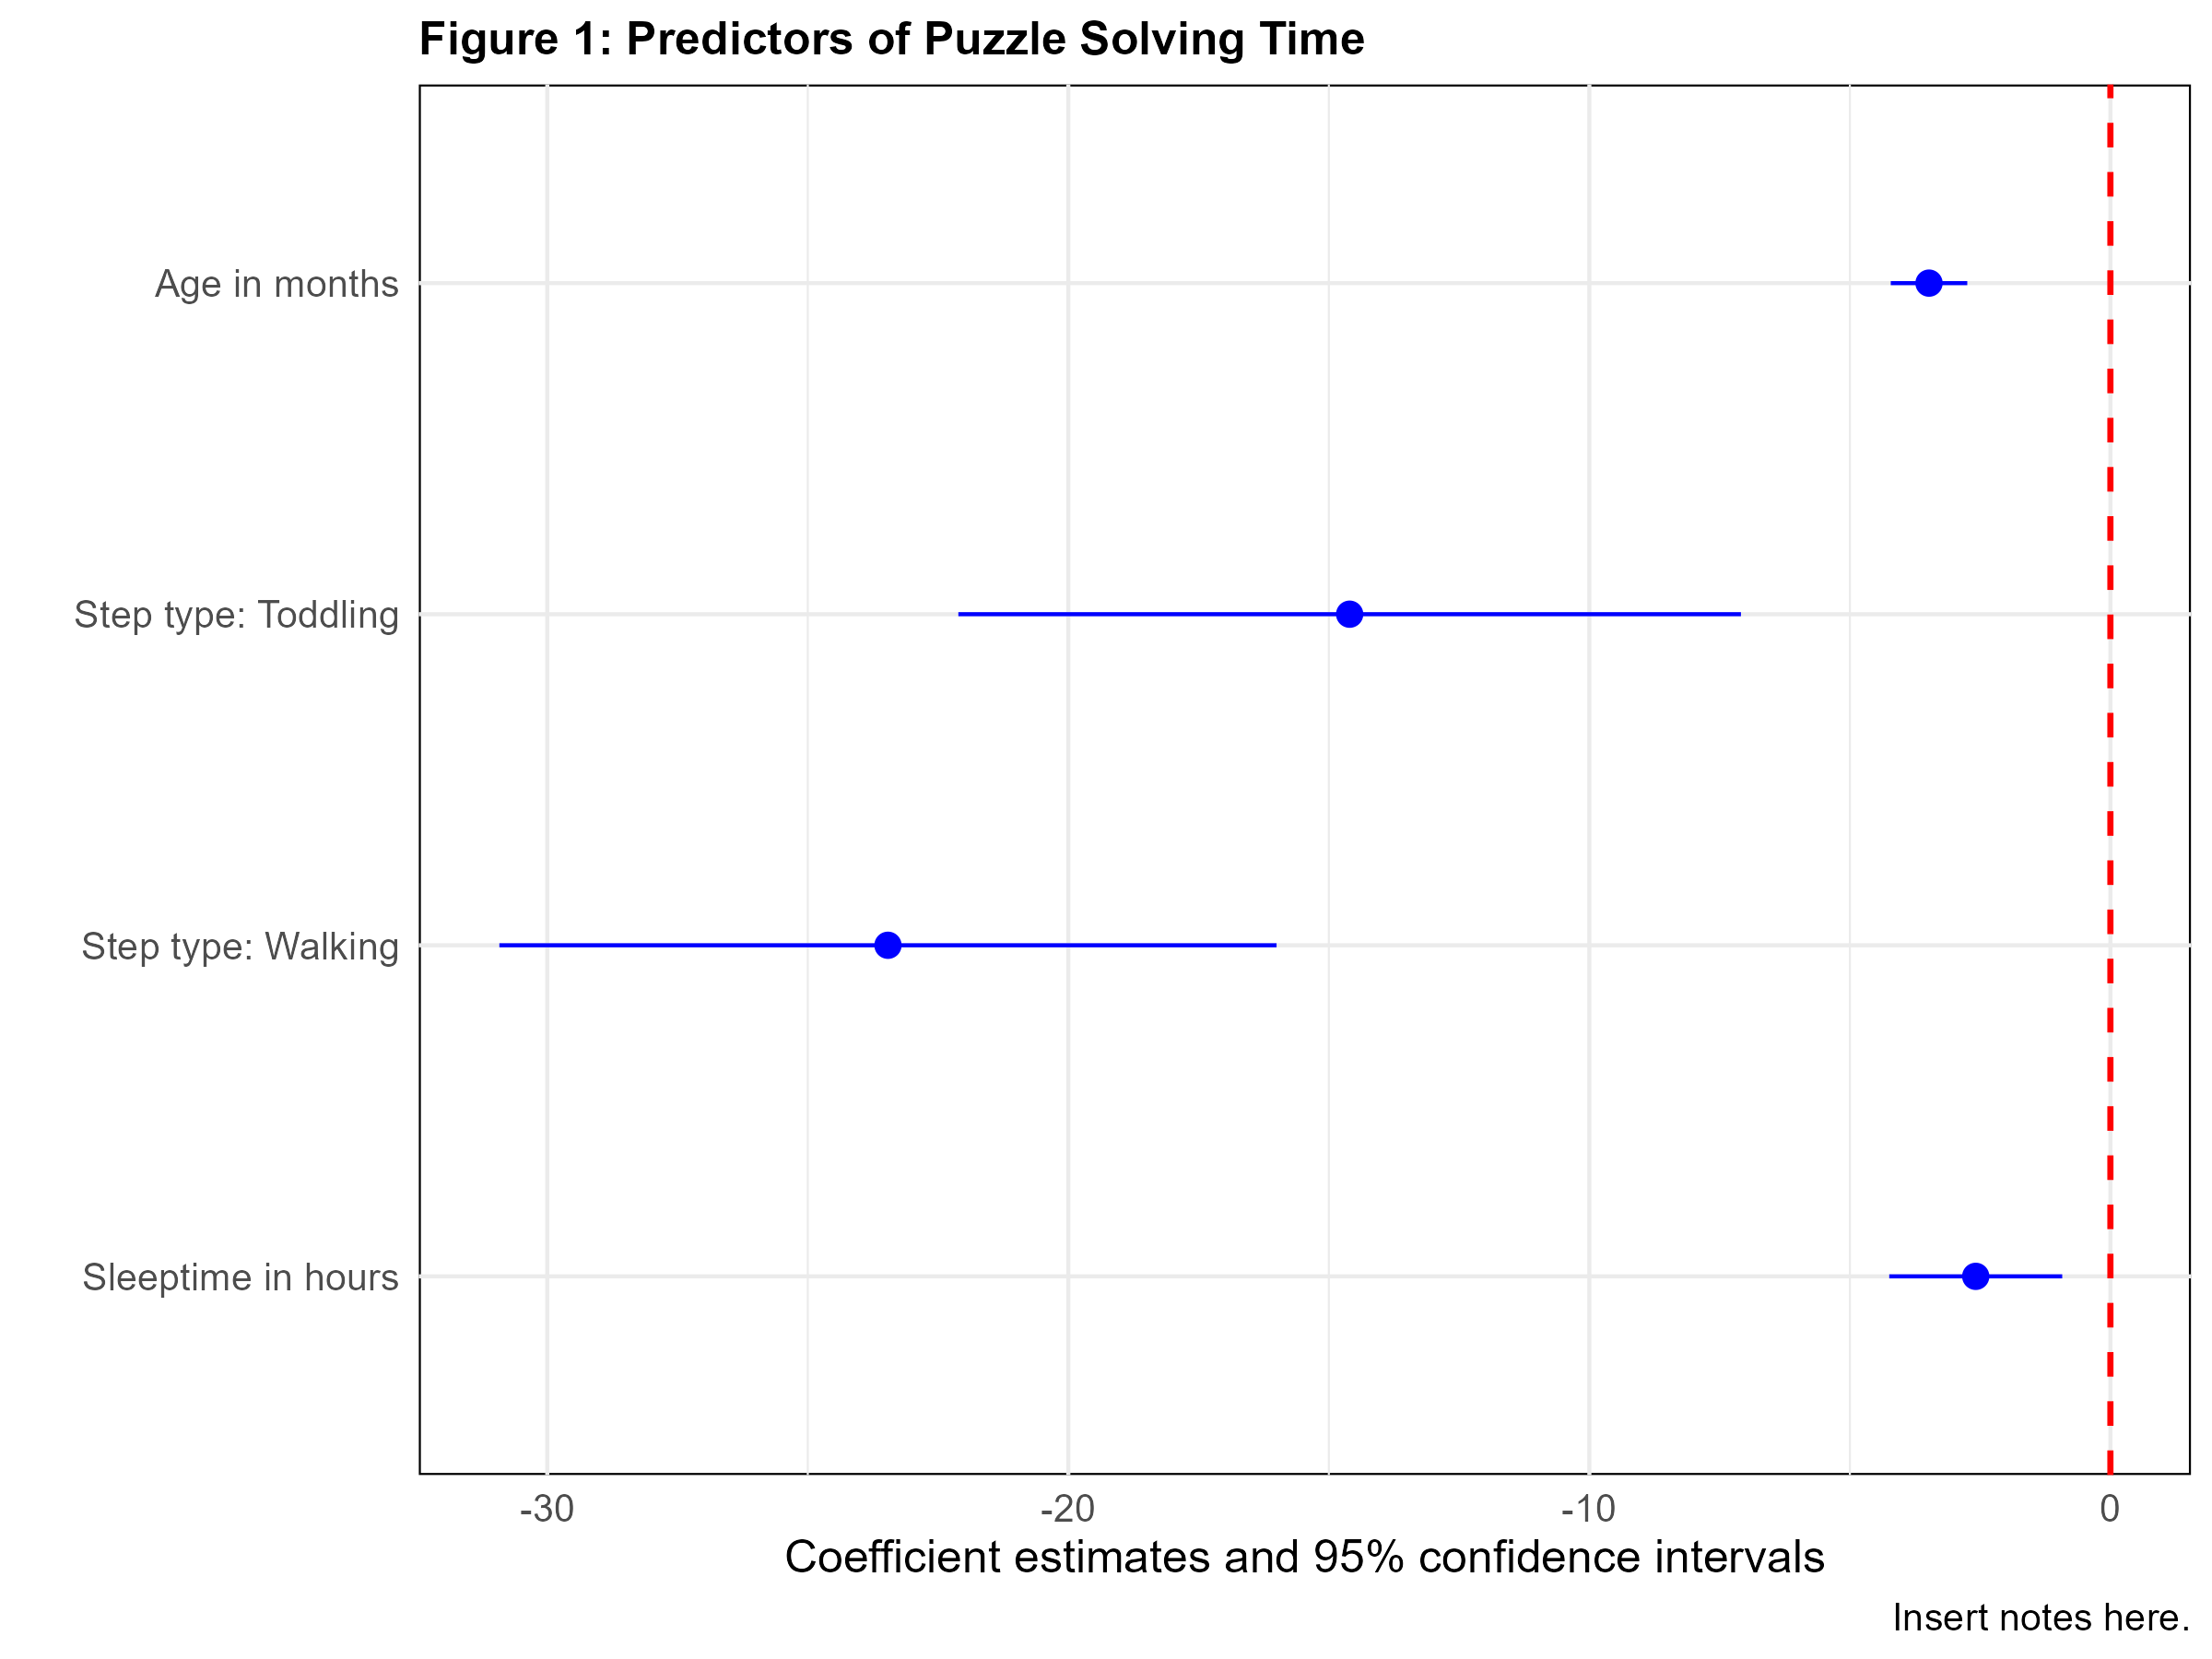 Figure 1: Predictors of Puzzle Solving Time
Age in months
Step type: Toddling
Step type: Walking
Sleeptime in hours
-30 -20 -10 0
Coefficient estimates and 95% confidence intervals
Insert notes here.